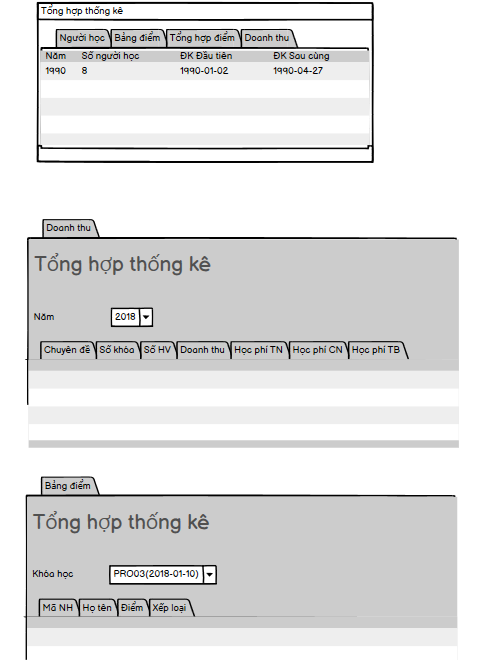 Tổng hợp thống kê
Người học Bảng điểm Tổng hợp điểm Doanh thu
Năm Số người học ĐK Đầu tiên ĐK Sau cùng
1990 8 1990-01-02 1990-04-27
Doanh thu
Tổng hợp thống kê
Năm 2018
Chuyên đề Số khóa Số HV Doanh thu Học phí TN Học phí CN Học phí TB
Bảng điểm
Tổng hợp thống kê
Khóa học PRO03(2018-01-10)
Mã NH Họ tên Điểm Xếp loại